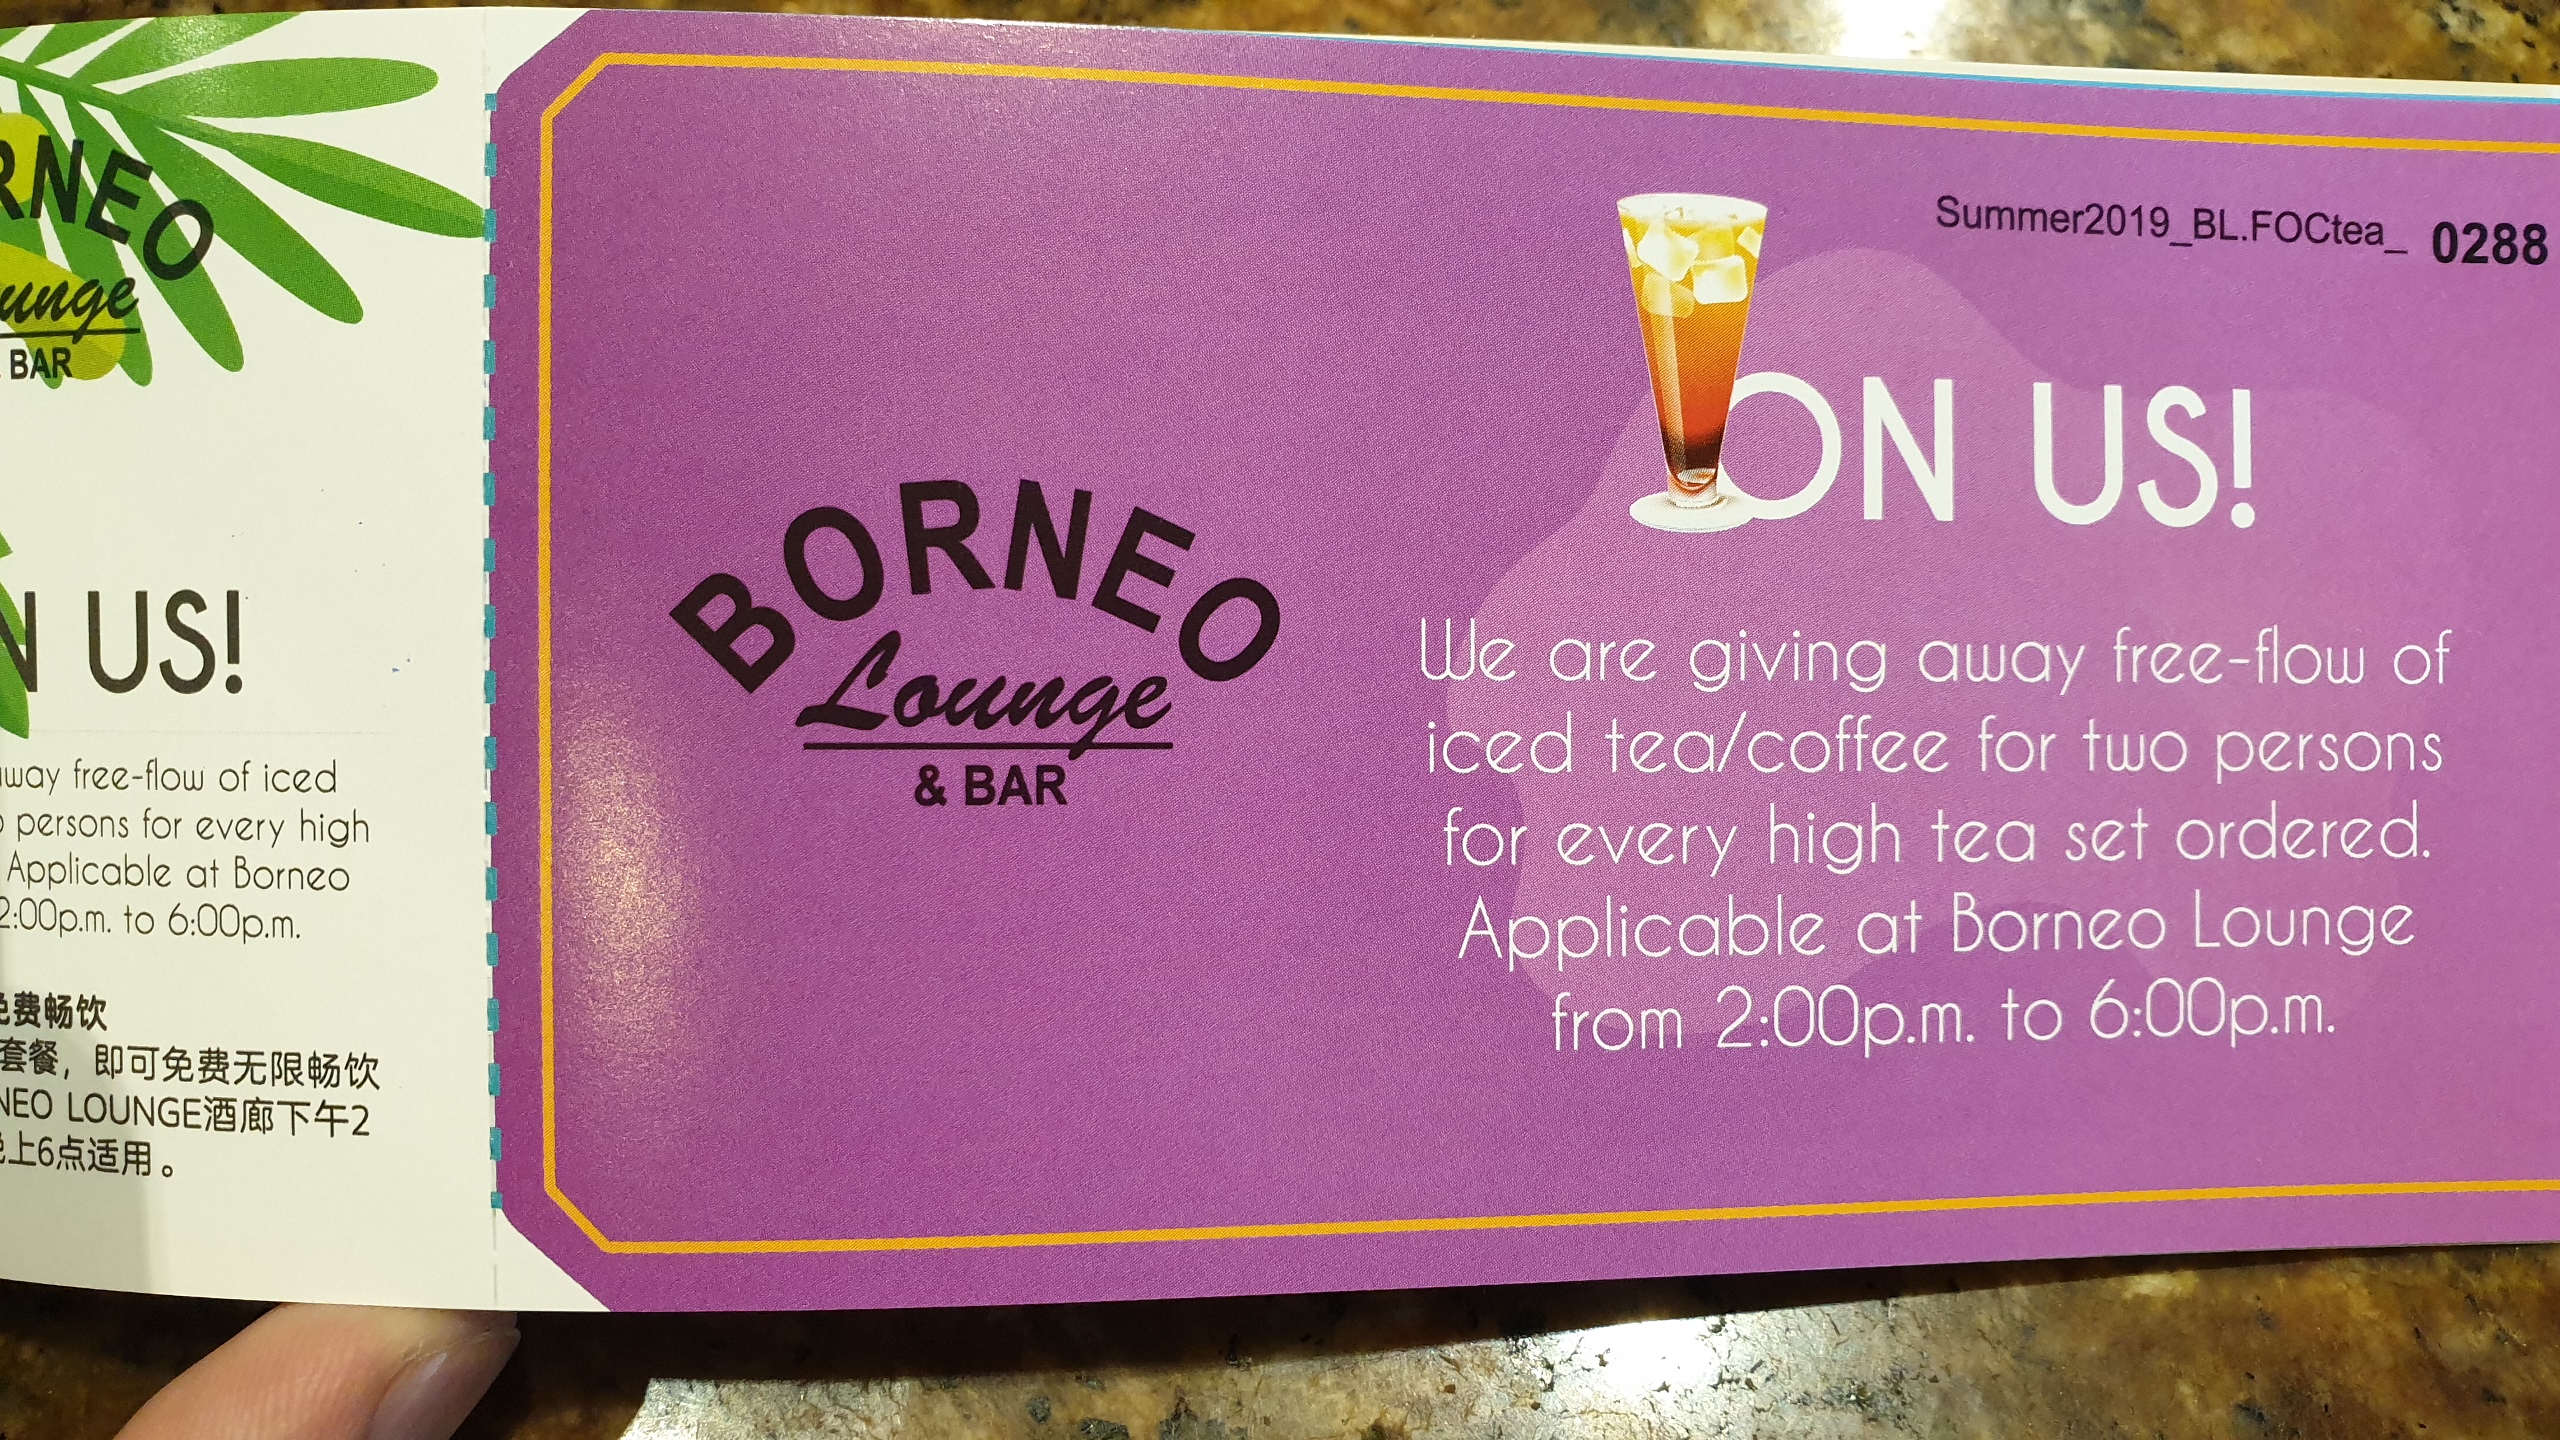 BORNEO
Lounge
& BAR
US!
away free-flow of iced
persons for every high
Applicable at Borneo
2:00p.m. to 6:00p.m.
免费畅饮
套餐，即可免费无限畅饮
NEO LOUNGE酒廊下午2
晚上6点适用。
Summer2019_BL.FOCtea_ 0288
BORNEO
Lounge
& BAR
ON US!
We are giving away free-flow of
iced tea/coffee for two persons
for every high tea set ordered.
Applicable at Borneo Lounge
from 2:00p.m. to 6:00p.m.